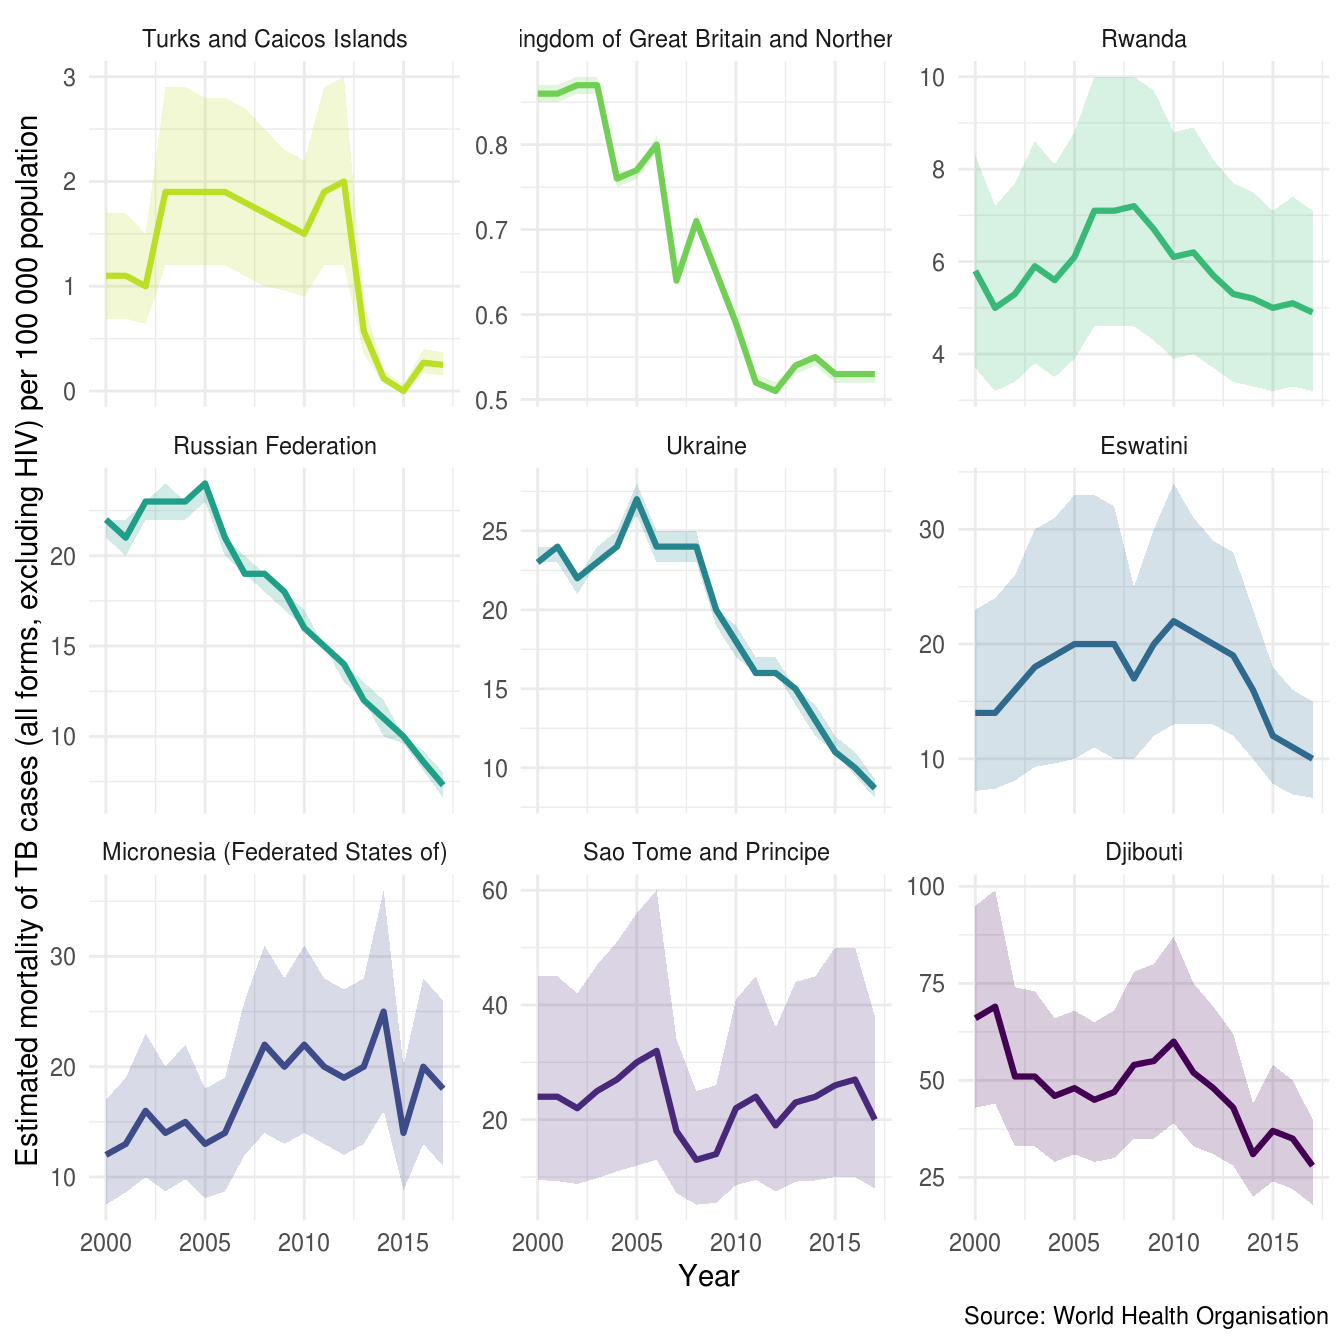 Estimated mortality of TB cases (all forms, excluding HIV) per 100 000 population
Turks and Caicos Islands
3
2
1
0
ingdom of Great Britain and Norther
0.8
0.7
0.6
0.5
Rwanda
10
8
6
4
Russian Federation
20
15
10
Ukraine
25
20
15
10
Eswatini
30
20
10
Micronesia (Federated States of)
30
20
10
2000 2005 2010 2015
Sao Tome and Principe
60
40
20
2000 2005 2010 2015
Djibouti
100
75
50
25
2000 2005 2010 2015
Year
Source: World Health Organisation